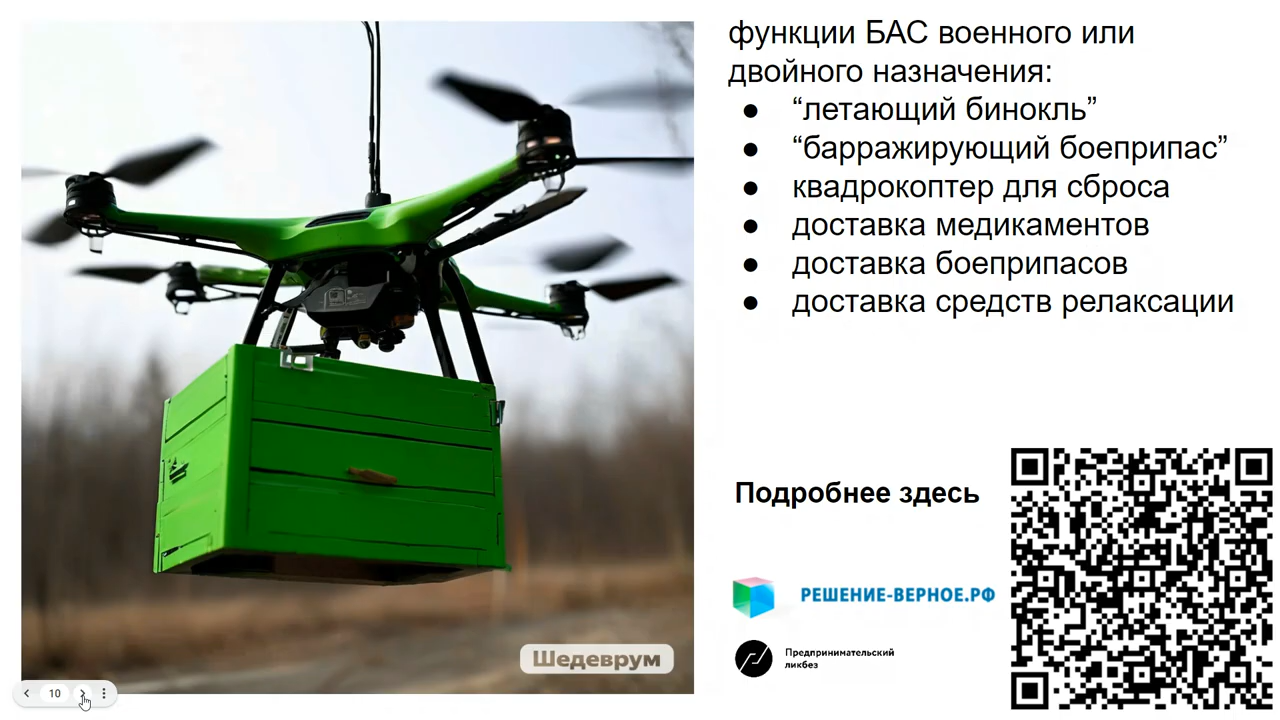 функции БАС военного или
двойного назначения:
● “летающий бинокль”
● “барражирующий боеприпас”
● квадрокоптер для сброса
● доставка медикаментов
● доставка боеприпасов
● доставка средств релаксации
Подробнее здесь
РЕШЕНИЕ-ВЕРНОЕ.РФ
Предпринимательский
ликбез
Шедеврум
10